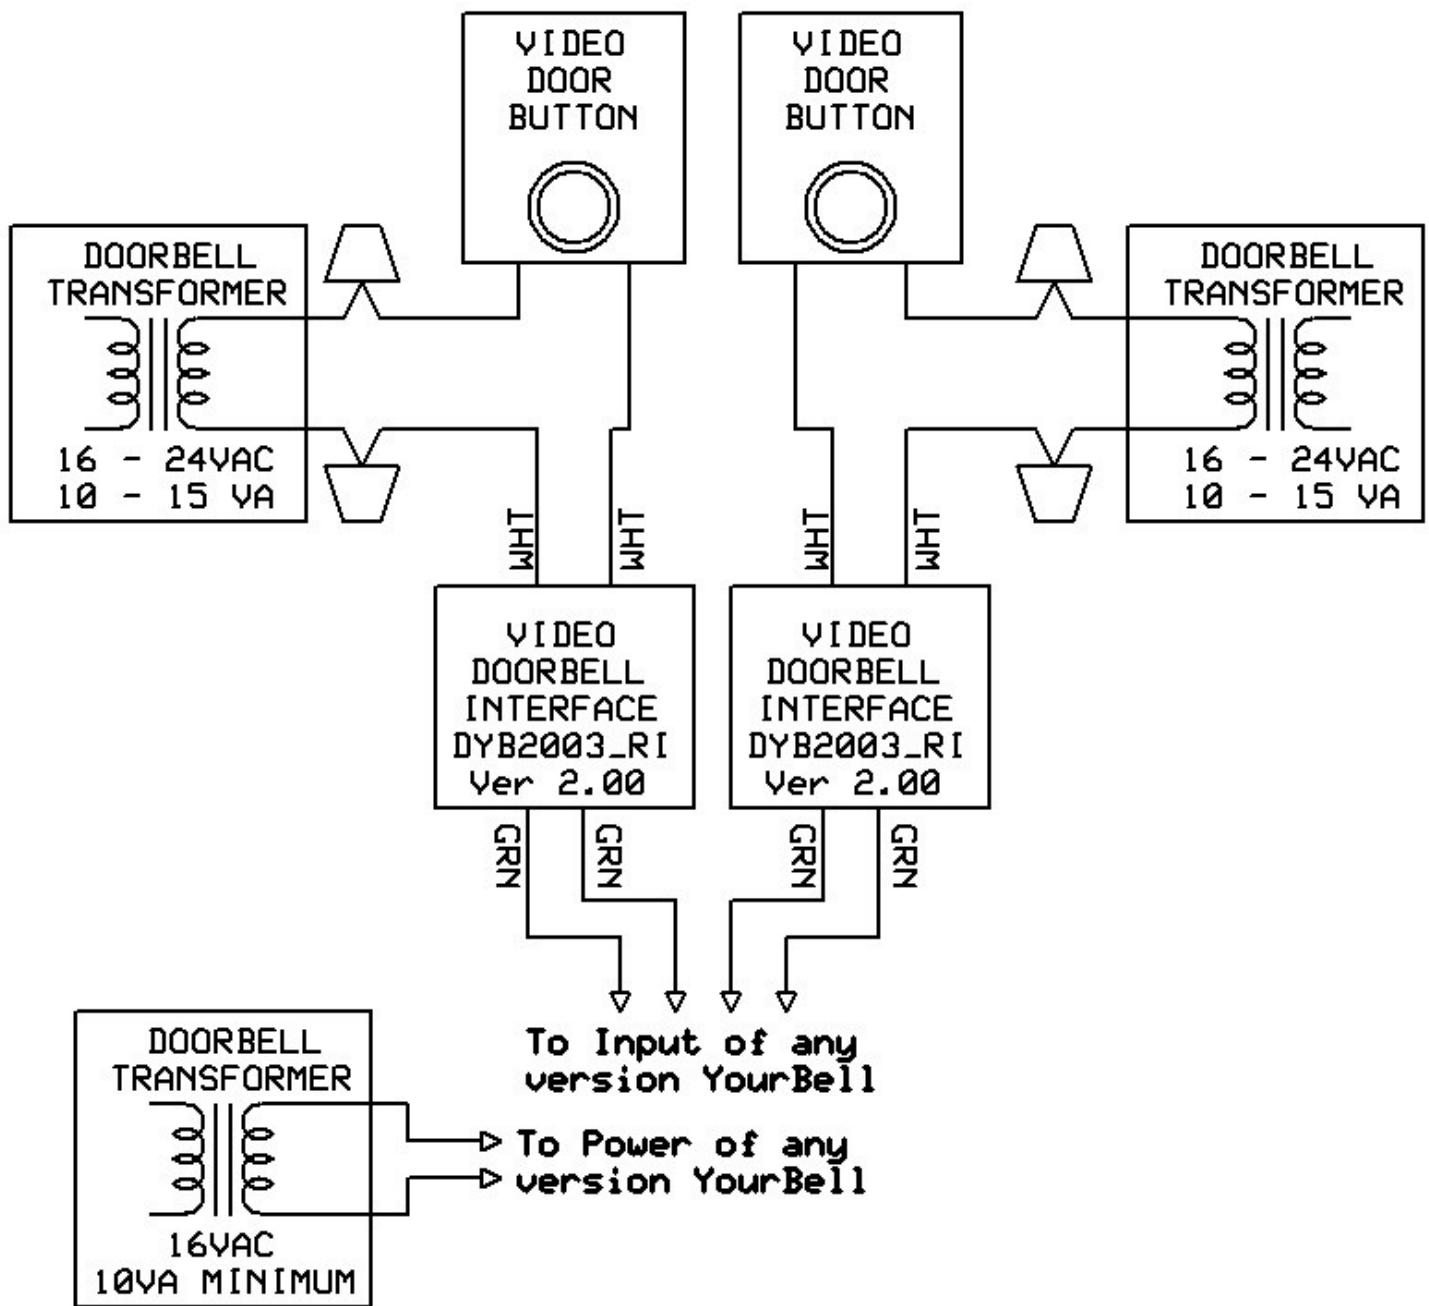 VIDEO
DOOR
BUTTON
VIDEO
DOOR
BUTTON
DOORBELL
TRANSFORMER
16 - 24VAC
10 - 15 VA
DOORBELL
TRANSFORMER
16 - 24VAC
10 - 15 VA
WHT
WHT
WHT
WHT
VIDEO
DOORBELL
INTERFACE
DYB2003_RI
Ver 2.00
VIDEO
DOORBELL
INTERFACE
DYB2003_RI
Ver 2.00
GRN
GRN
GRN
GRN
To Input of any
version YourBell
DOORBELL
TRANSFORMER
16VAC
10VA MINIMUM
To Power of any
version YourBell